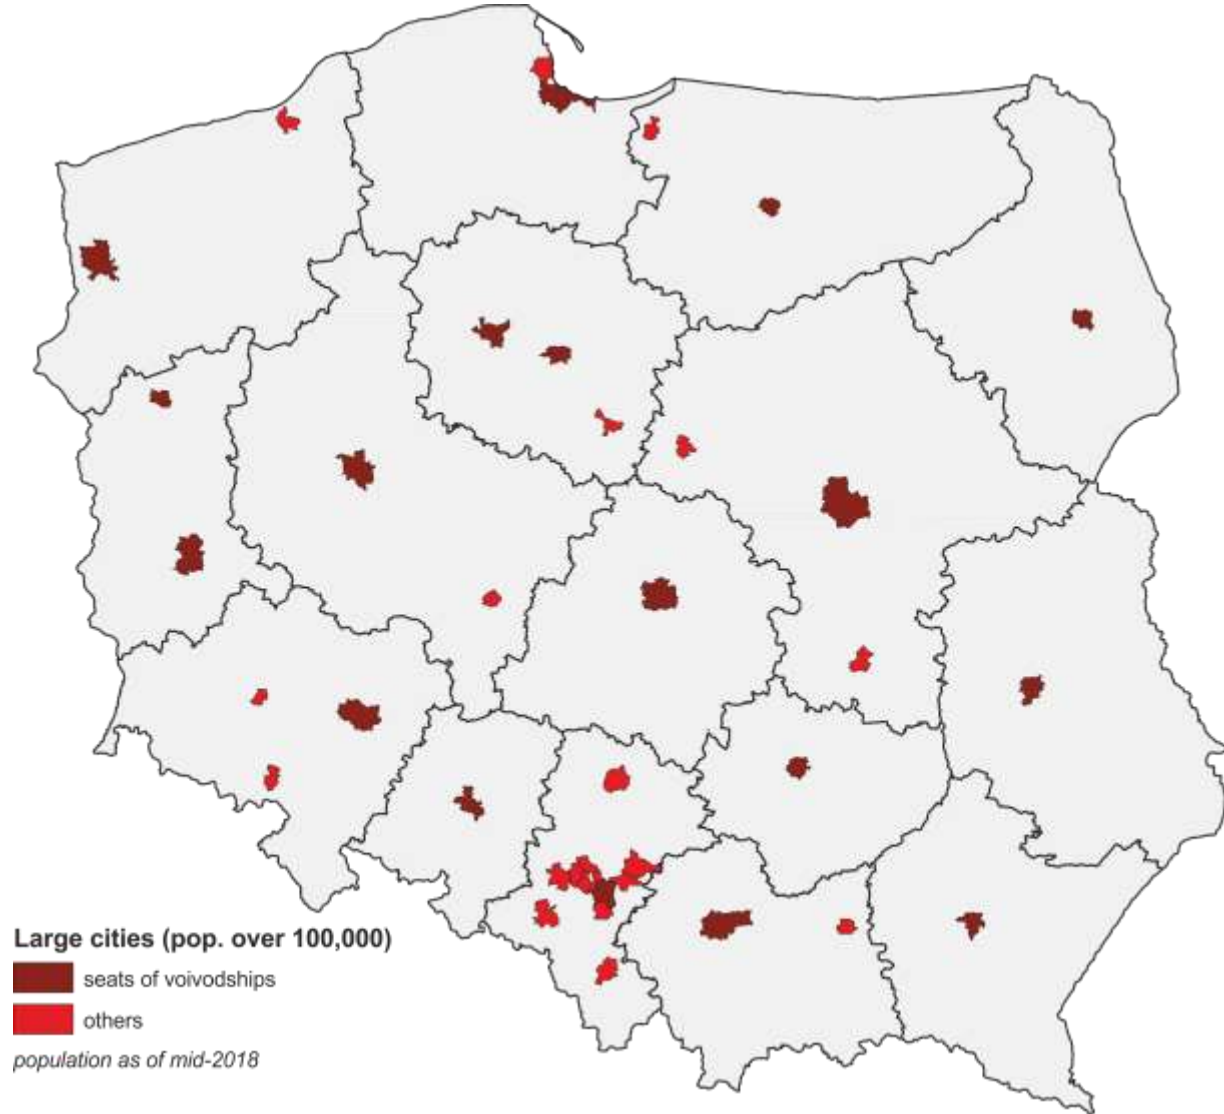 Large cities (pop. over 100,000)
seats of voivodships
others
population as of mid-2018